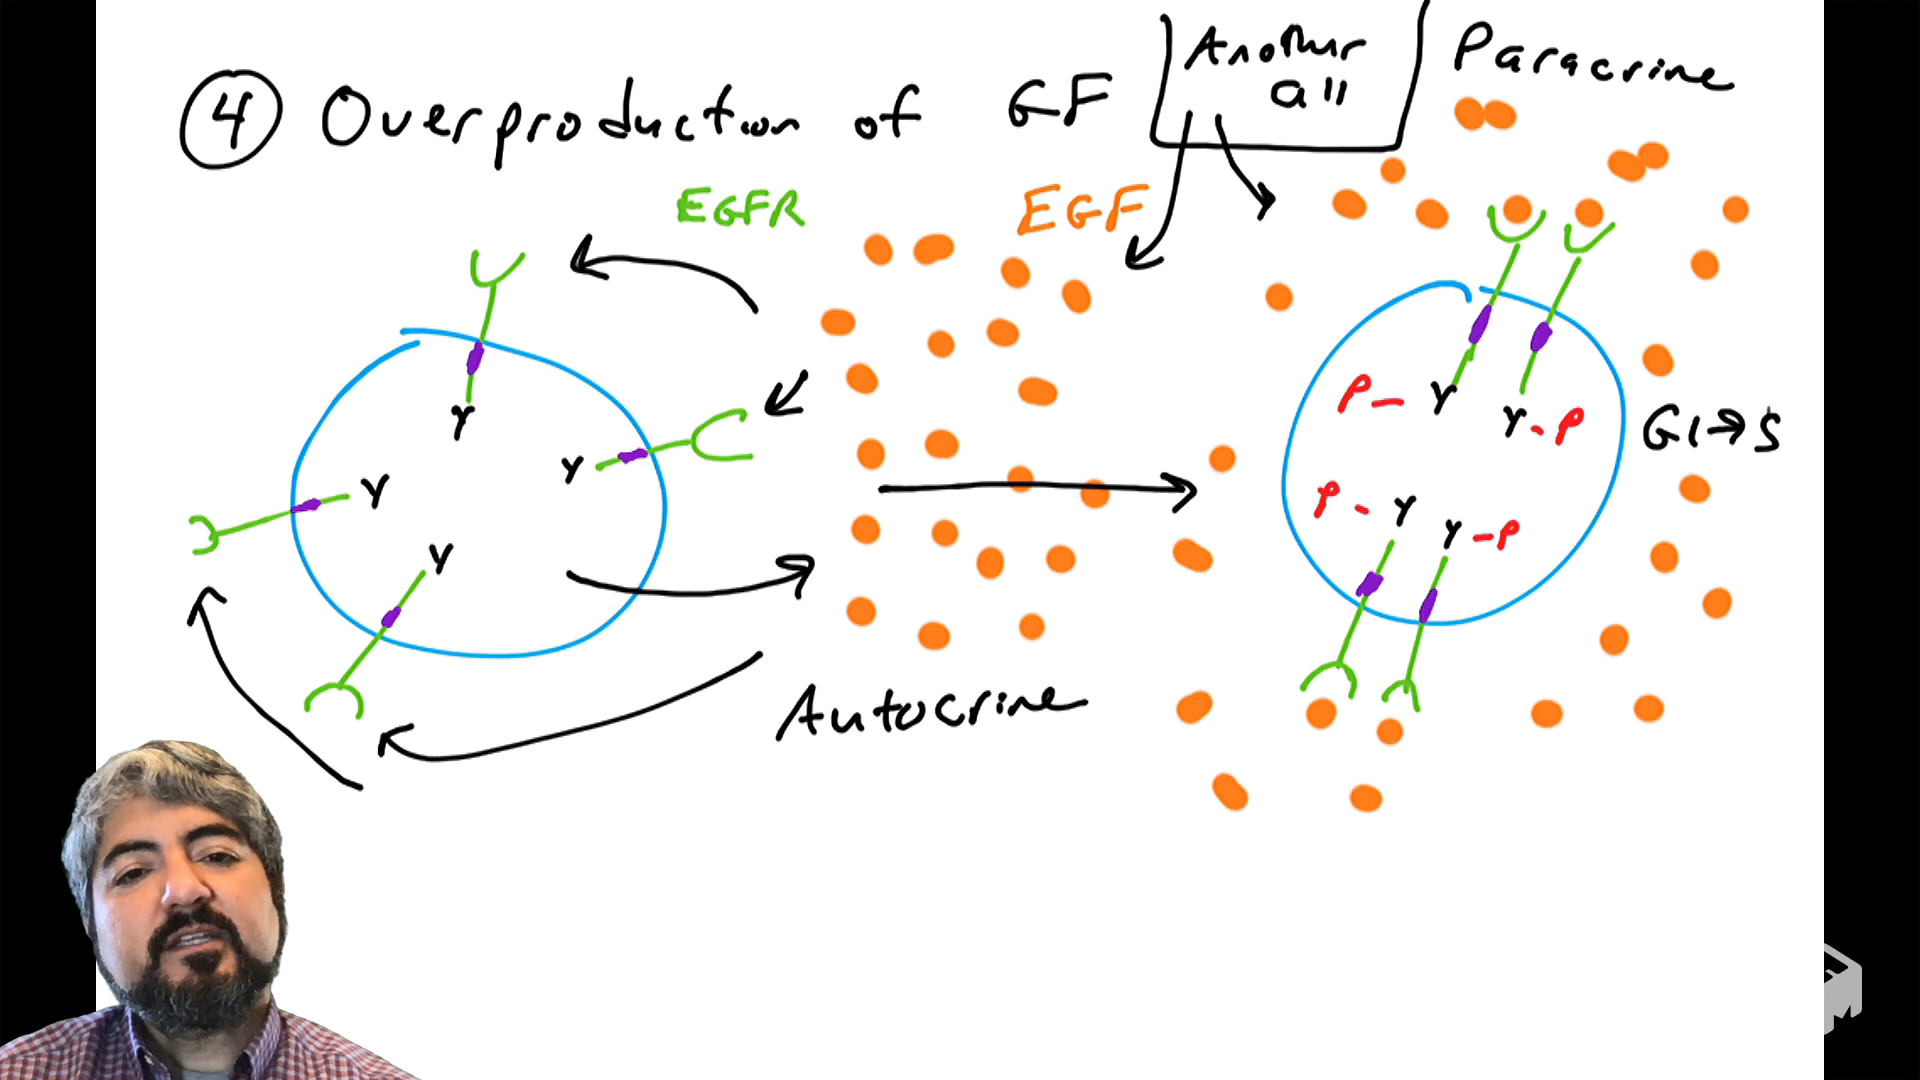 4 Overproduction of GF
Another
Cell
Paracrine
EGFR
EGF
Y
Y
Y
Y
P - Y
Y - P
G1 → S
P - Y
Y - P
Autocrine